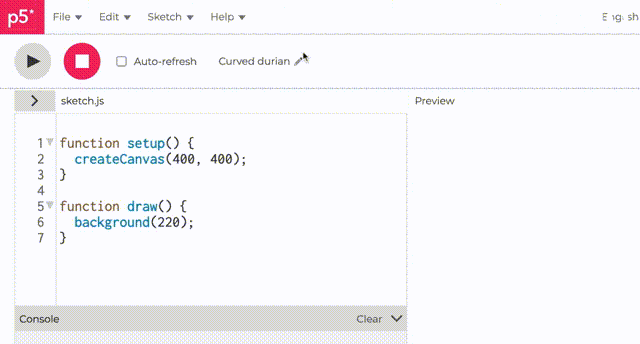 p5* File Edit Sketch Help English
Auto-refresh Curved durian
sketch.js Preview
1 function setup() {
2 createCanvas(400, 400);
3 }
4
5 function draw() {
6 background(220);
7 }
Console Clear